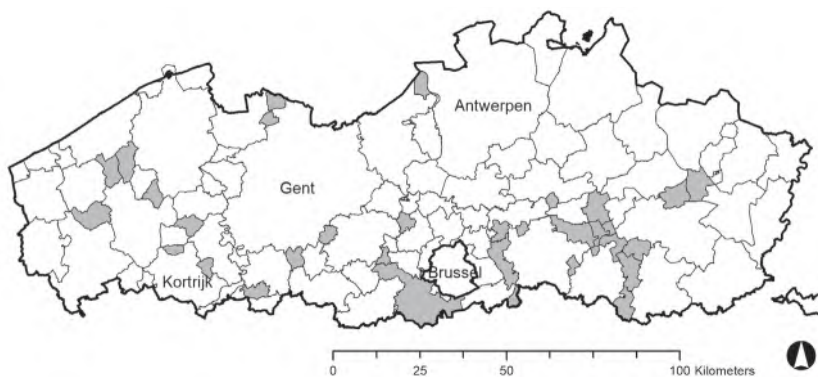 Antwerpen
Gent
Kortrijk
Brussel
0 25 50 100 Kilometers